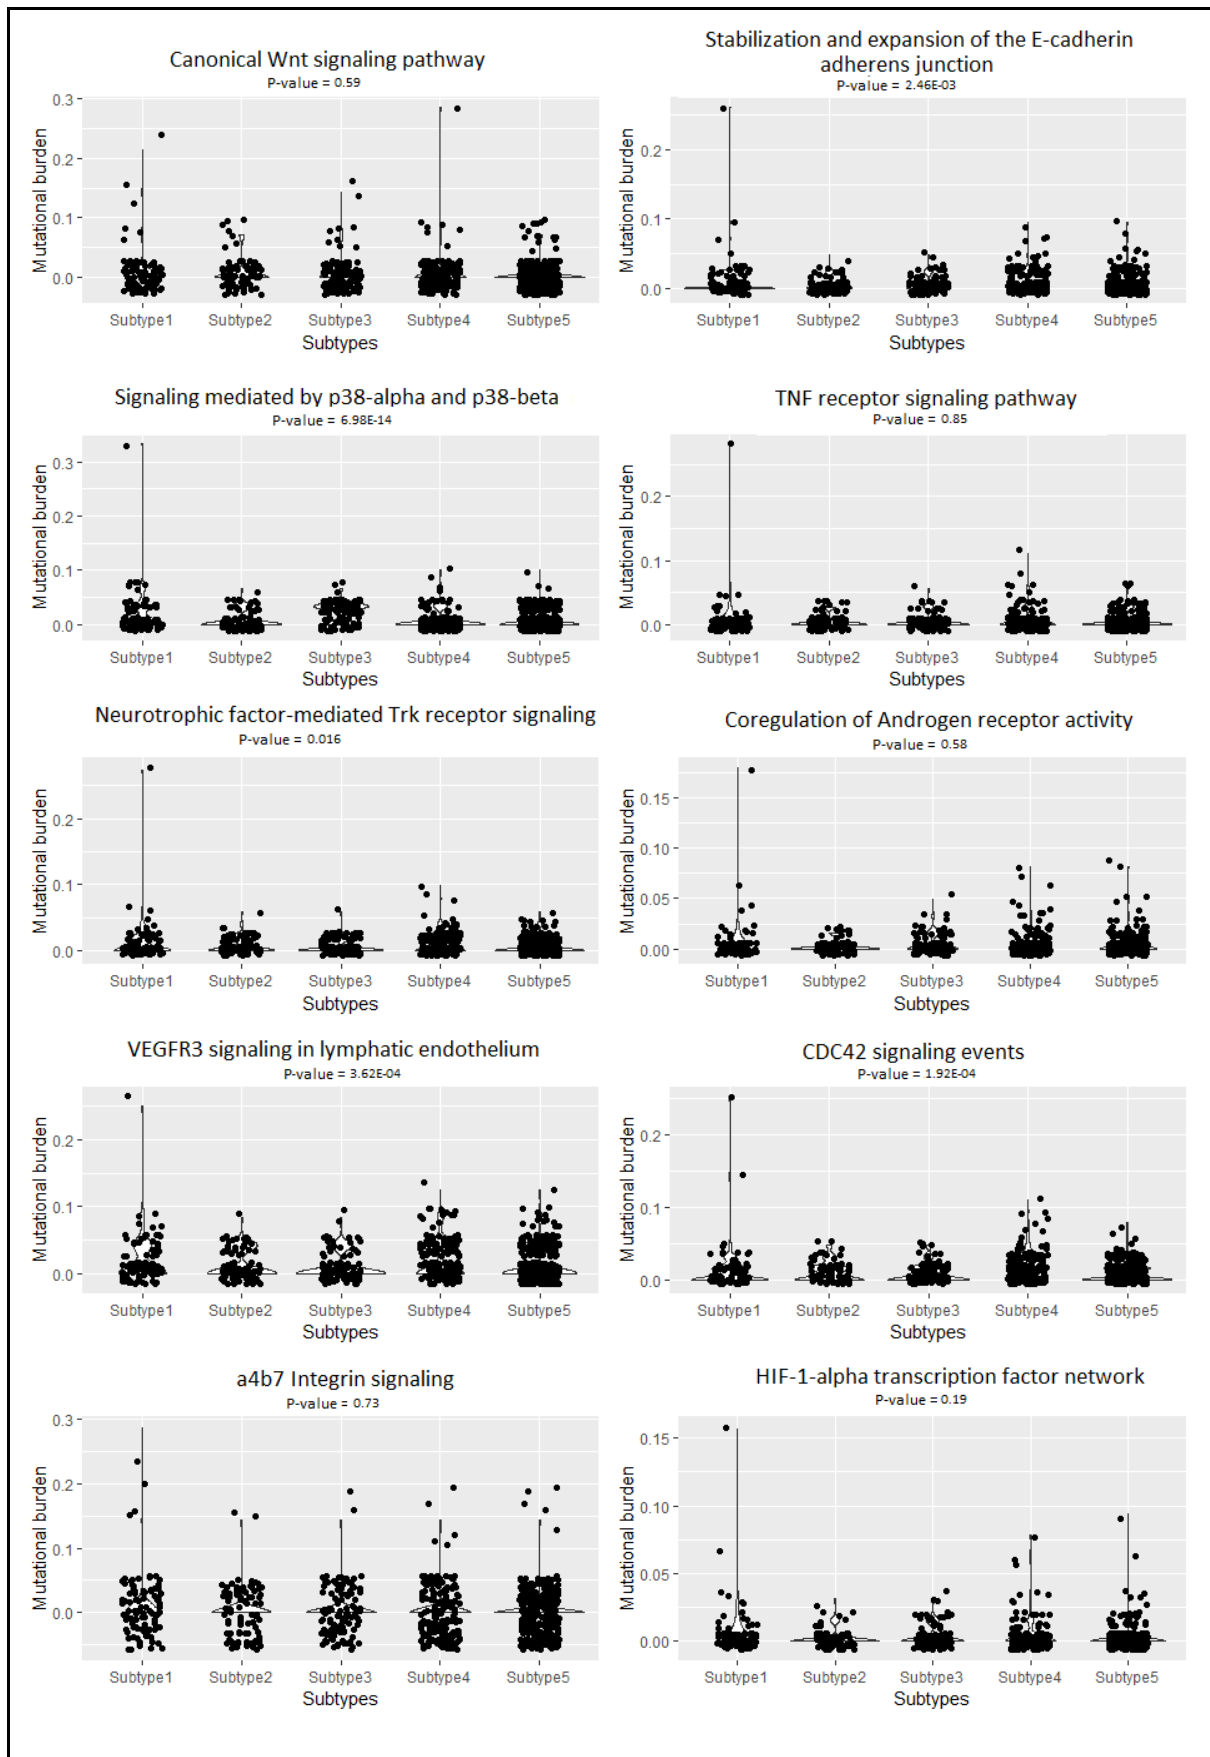 Canonical Wnt signaling pathway
P-value = 0.59
Mutational burden
0.3
0.2
0.1
0.0
Subtype1 Subtype2 Subtype3 Subtype4 Subtype5
Subtypes
Stabilization and expansion of the E-cadherin
adherens junction
P-value = 2.46E-03
Mutational burden
0.2
0.1
0.0
Subtype1 Subtype2 Subtype3 Subtype4 Subtype5
Subtypes
Signaling mediated by p38-alpha and p38-beta
P-value = 6.98E-14
Mutational burden
0.3
0.2
0.1
0.0
Subtype1 Subtype2 Subtype3 Subtype4 Subtype5
Subtypes
TNF receptor signaling pathway
P-value = 0.85
Mutational burden
0.2
0.1
0.0
Subtype1 Subtype2 Subtype3 Subtype4 Subtype5
Subtypes
Neurotrophic factor-mediated Trk receptor signaling
P-value = 0.016
Mutational burden
0.2
0.1
0.0
Subtype1 Subtype2 Subtype3 Subtype4 Subtype5
Subtypes
Coregulation of Androgen receptor activity
P-value = 0.58
Mutational burden
0.15
0.10
0.05
0.00
Subtype1 Subtype2 Subtype3 Subtype4 Subtype5
Subtypes
VEGFR3 signaling in lymphatic endothelium
P-value = 3.62E-04
Mutational burden
0.2
0.1
0.0
Subtype1 Subtype2 Subtype3 Subtype4 Subtype5
Subtypes
CDC42 signaling events
P-value = 1.92E-04
Mutational burden
0.2
0.1
0.0
Subtype1 Subtype2 Subtype3 Subtype4 Subtype5
Subtypes
a4b7 Integrin signaling
P-value = 0.73
Mutational burden
0.3
0.2
0.1
0.0
Subtype1 Subtype2 Subtype3 Subtype4 Subtype5
Subtypes
HIF-1-alpha transcription factor network
P-value = 0.19
Mutational burden
0.15
0.10
0.05
0.00
Subtype1 Subtype2 Subtype3 Subtype4 Subtype5
Subtypes